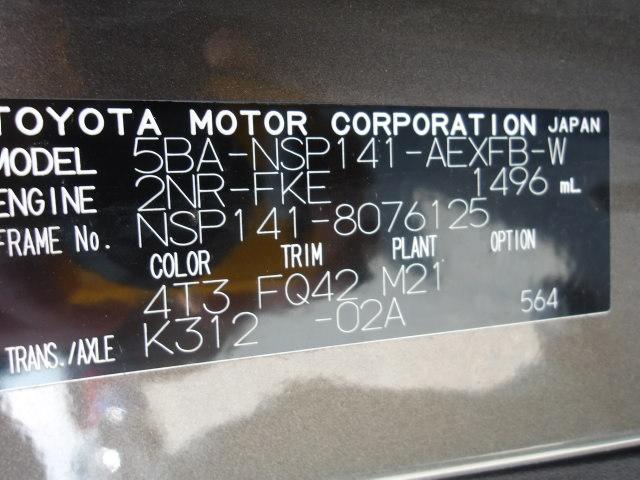 TOYOTA MOTOR CORPORATION JAPAN
MODEL 5BA-NSP141-AEXFB-W
ENGINE 2NR-FKE 1496 mL
FRAME No. NSP141-8076125
COLOR TRIM PLANT OPTION
4T3 FQ42 M21
TRANS./AXLE K312 -02A 564